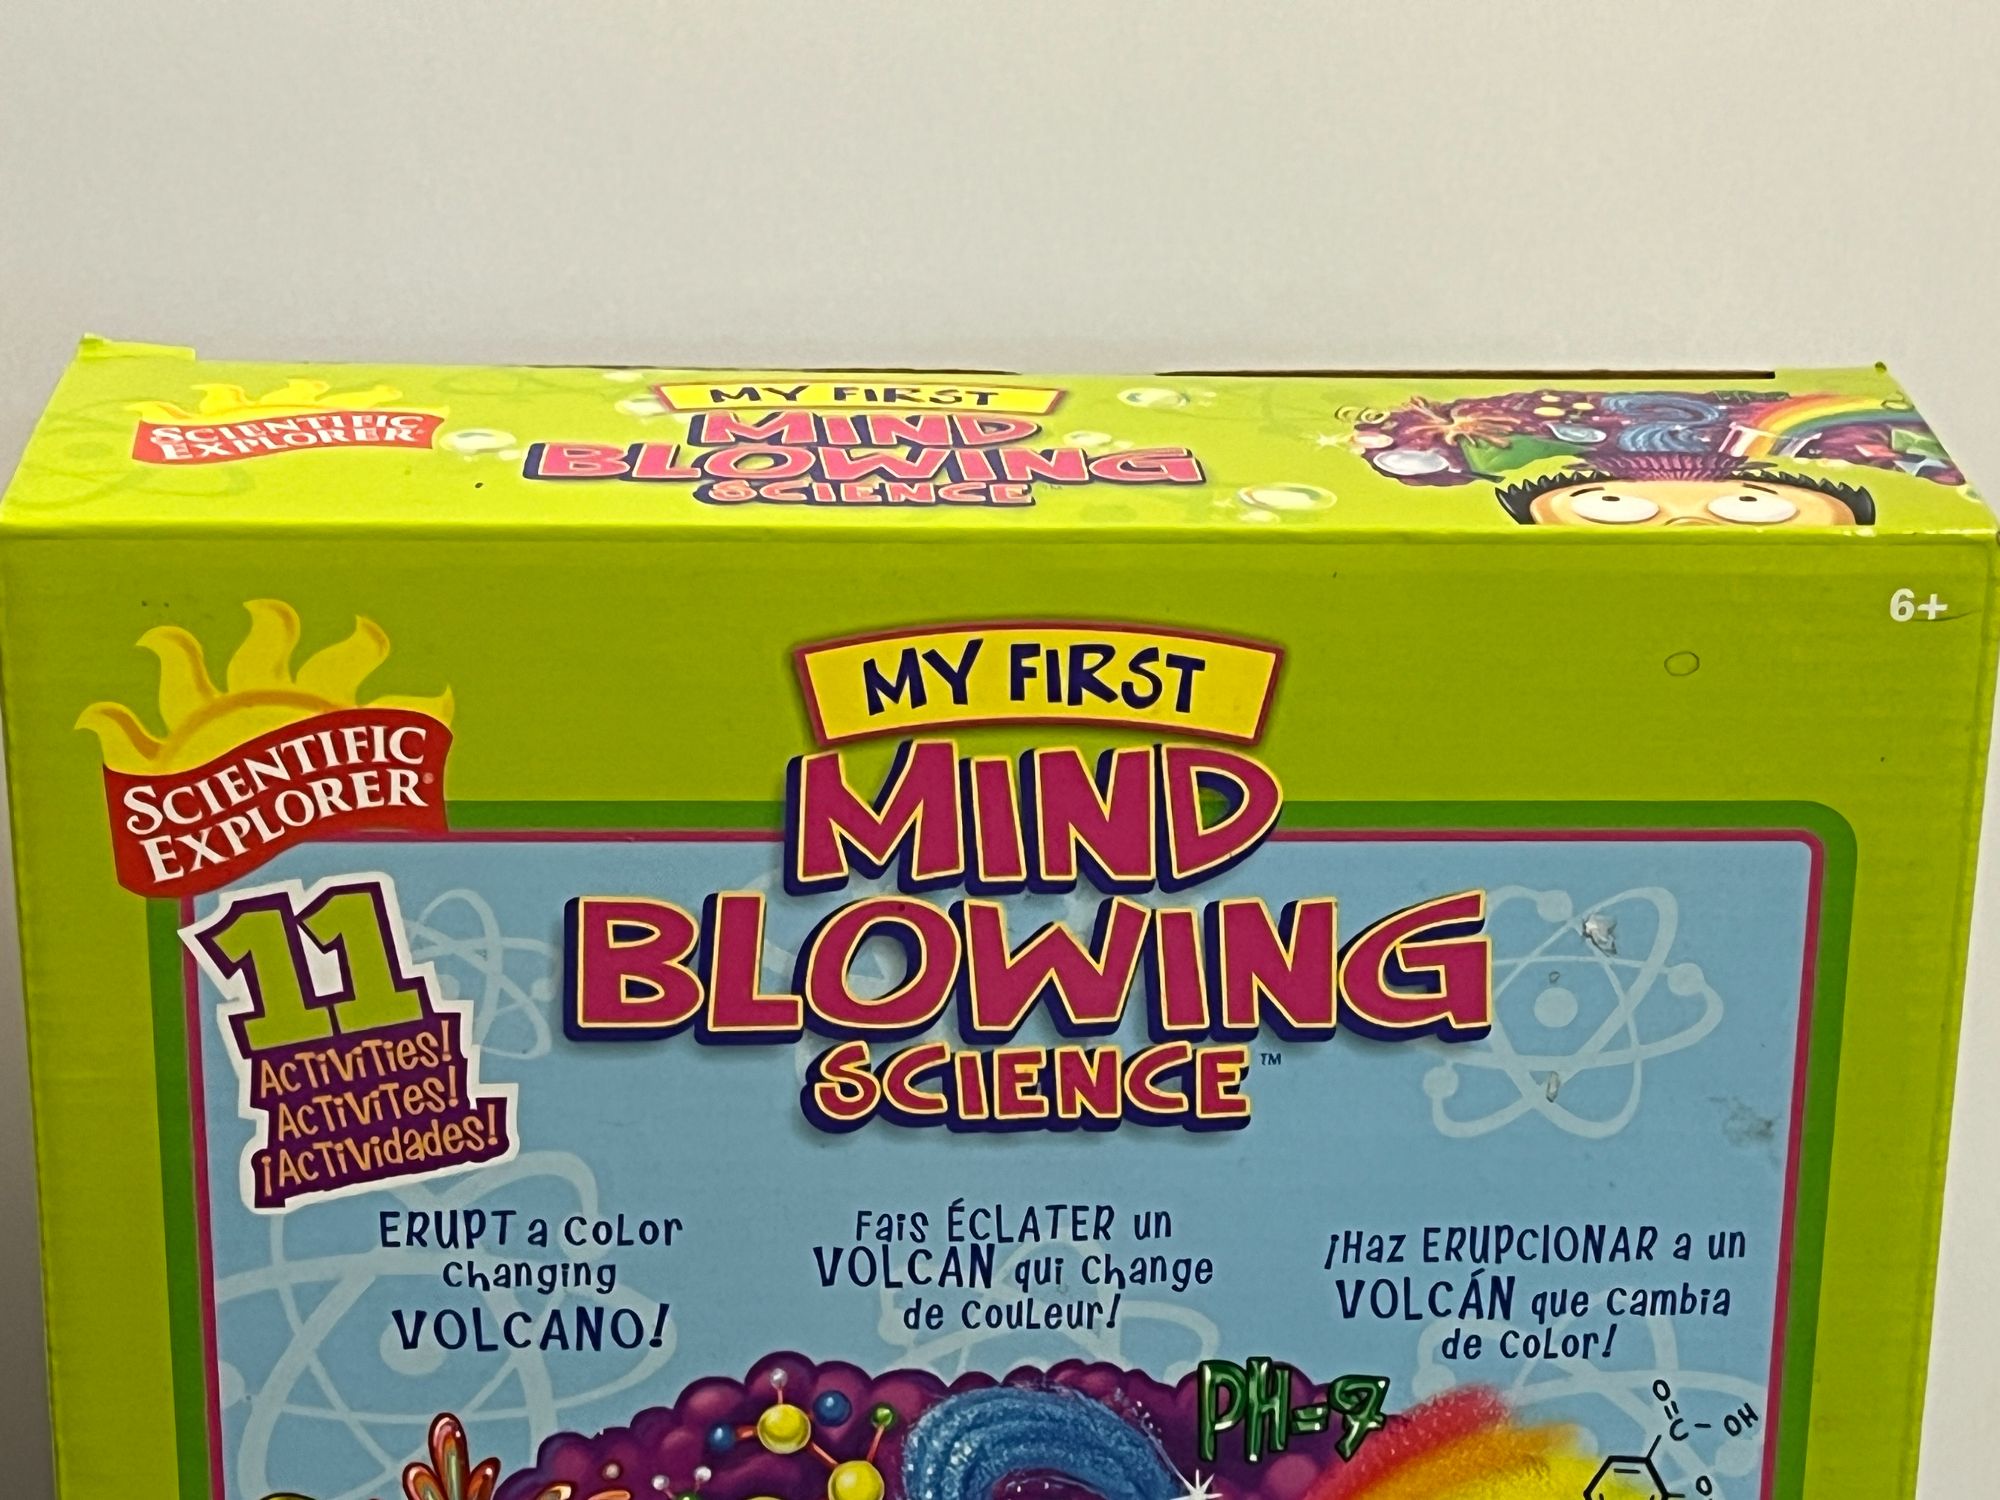 SCIENTIFIC
EXPLORER
MY FIRST
MIND
BLOWING
SCIENCE™
6+
SCIENTIFIC
EXPLORER®
MY FIRST
MIND
BLOWING
SCIENCE™
11
ACTiViTies!
ACTiViTes!
¡ACTividades!
ERUPT a CoLor
changing
VOLCANO!
Fais ÉCLATER un
VOLCAN qui change
de couLeur!
¡Haz ERUPCIONAR a un
VOLCÁN que cambia
de coLor!
PH=7
O
C-OH
O